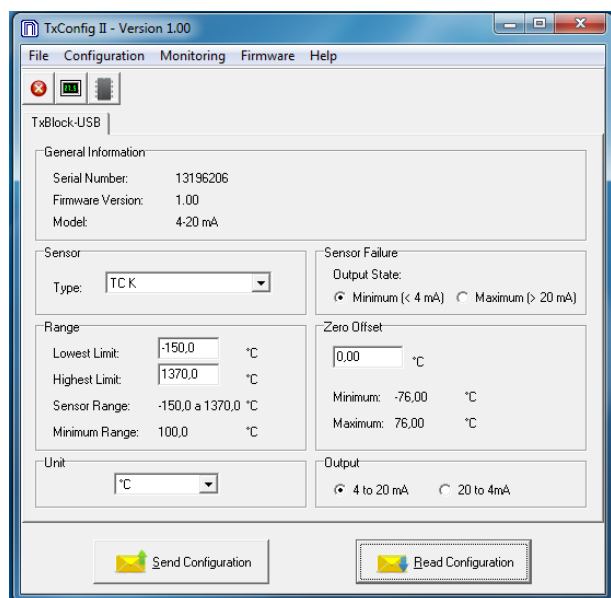 TxConfig II - Version 1.00
File Configuration Monitoring Firmware Help
21.5
TxBlock-USB
General Information
Serial Number: 13196206
Firmware Version: 1.00
Model: 4-20 mA
Sensor
Type: TC K
Sensor Failure
Output State:
Minimum (< 4 mA) Maximum (> 20 mA)
Range
Lowest Limit: -150,0 °C
Highest Limit: 1370,0 °C
Sensor Range: -150,0 a 1370,0 °C
Minimum Range: 100,0 °C
Zero Offset
0,00 °C
Minimum: -76,00 °C
Maximum: 76,00 °C
Unit
°C
Output
4 to 20 mA 20 to 4mA
Send Configuration
Read Configuration